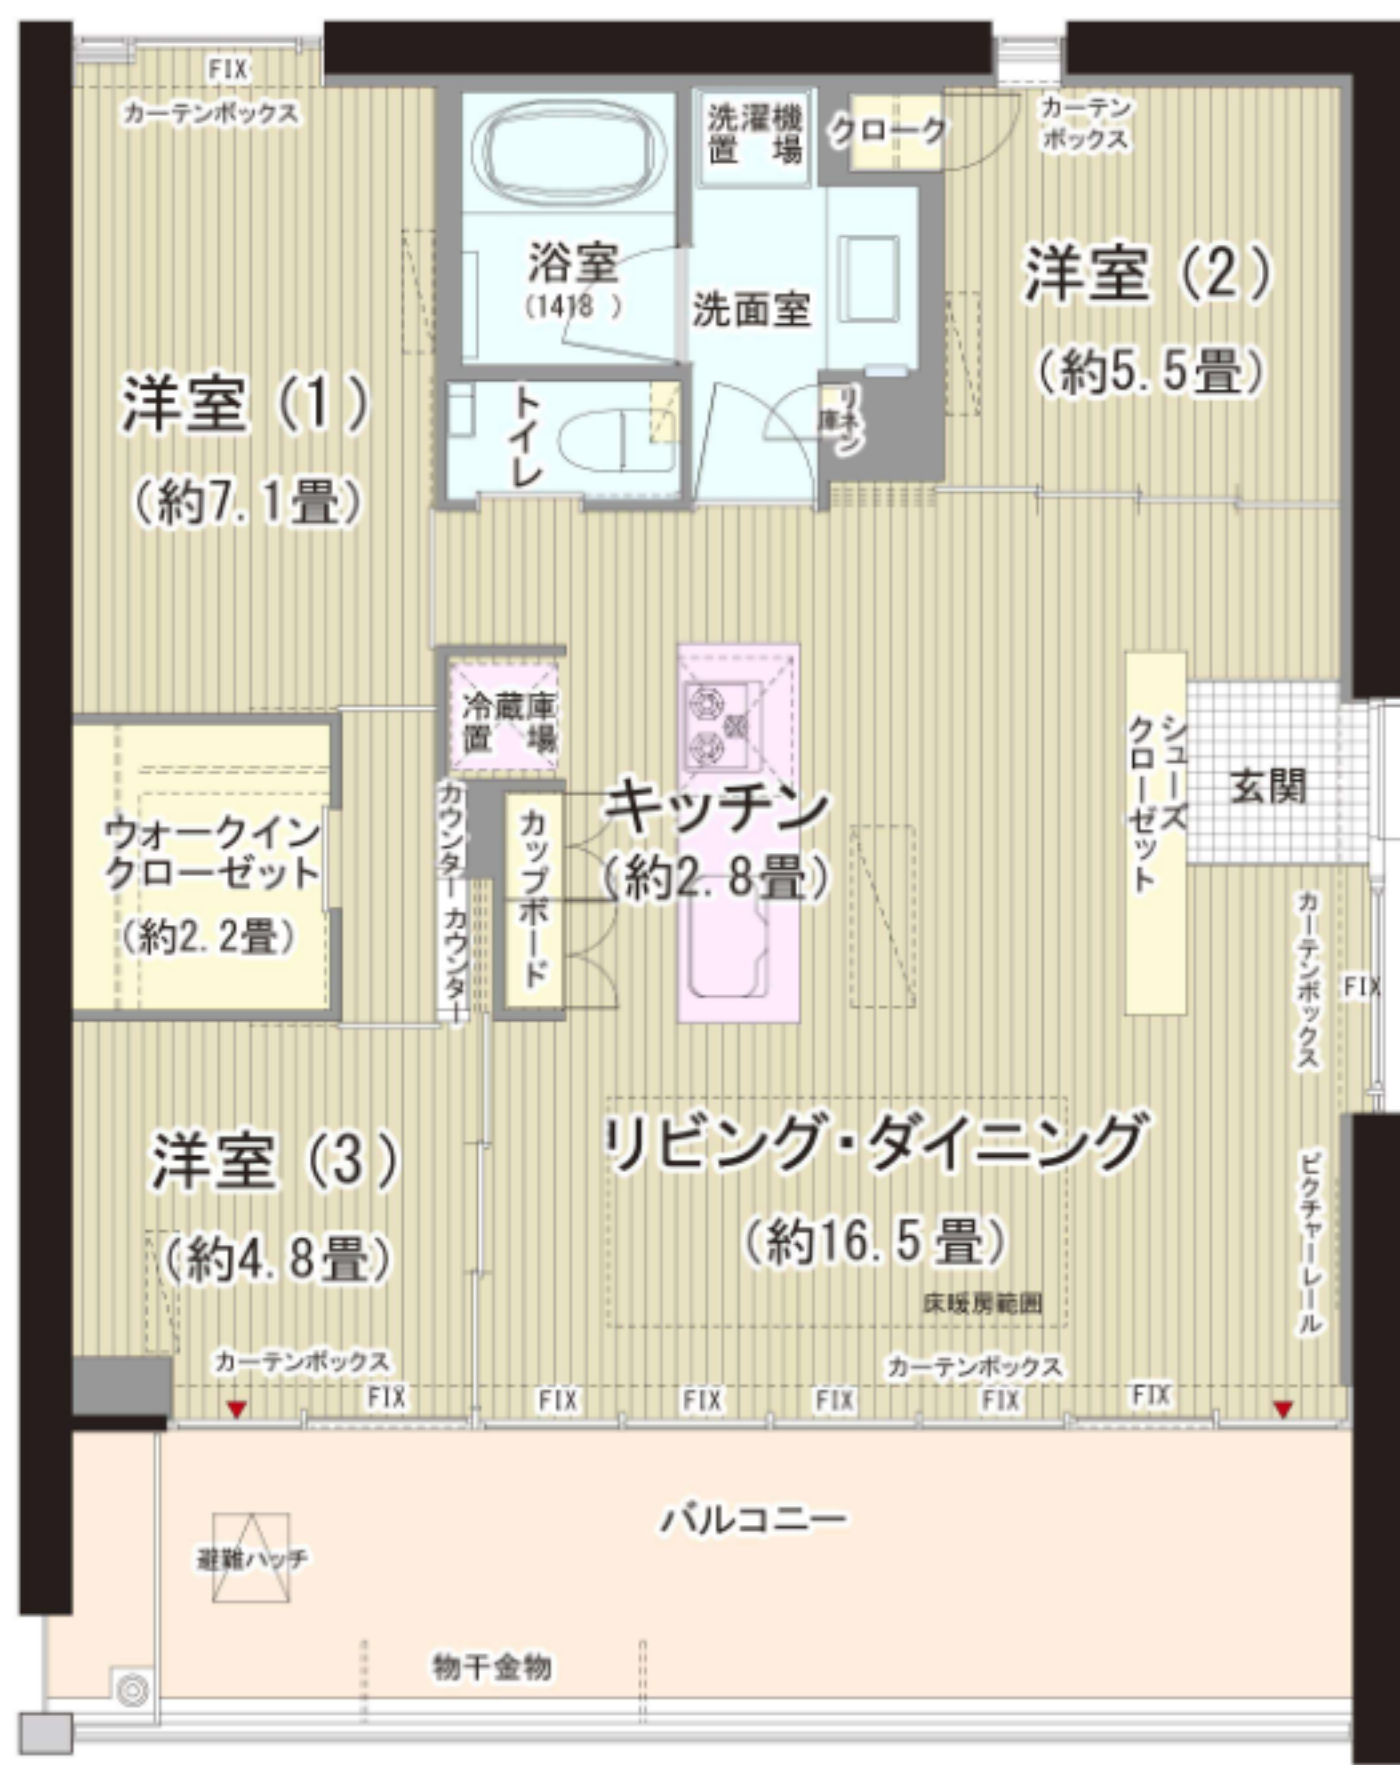 FIX
カーテンボックス
洗濯機
置　場
クローク
カーテン
ボックス
浴室
(1418 )
洗面室
洋室(2)
(約5.5畳)
洋室(1)
(約7.1畳)
トイレ
リネン
庫
冷蔵庫
置　場
キッチン
(約2.8畳)
カウンター
カウンター
カップボード
シューズ
クローゼット
玄関
ウォークイン
クローゼット
(約2.2畳)
カーテンボックス
FIX
洋室(3)
(約4.8畳)
リビング・ダイニング
(約16.5畳)
床暖房範囲
ピクチャーレール
カーテンボックス
カーテンボックス
FIX
FIX
FIX
FIX
FIX
FIX
バルコニー
避難ハッチ
物干金物